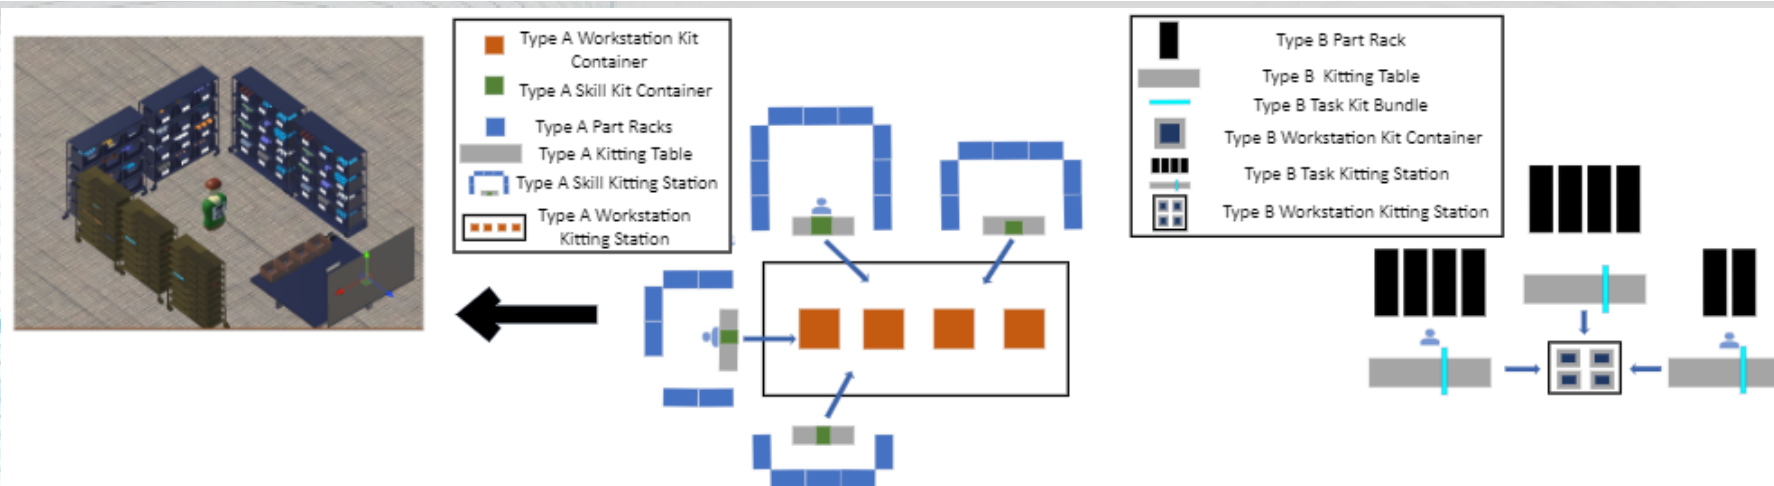 Type A Workstation Kit
Container
Type A Skill Kit Container
Type A Part Racks
Type A Kitting Table
Type A Skill Kitting Station
Type A Workstation
Kitting Station
Type B Part Rack
Type B Kitting Table
Type B Task Kit Bundle
Type B Workstation Kit Container
Type B Task Kitting Station
Type B Workstation Kitting Station